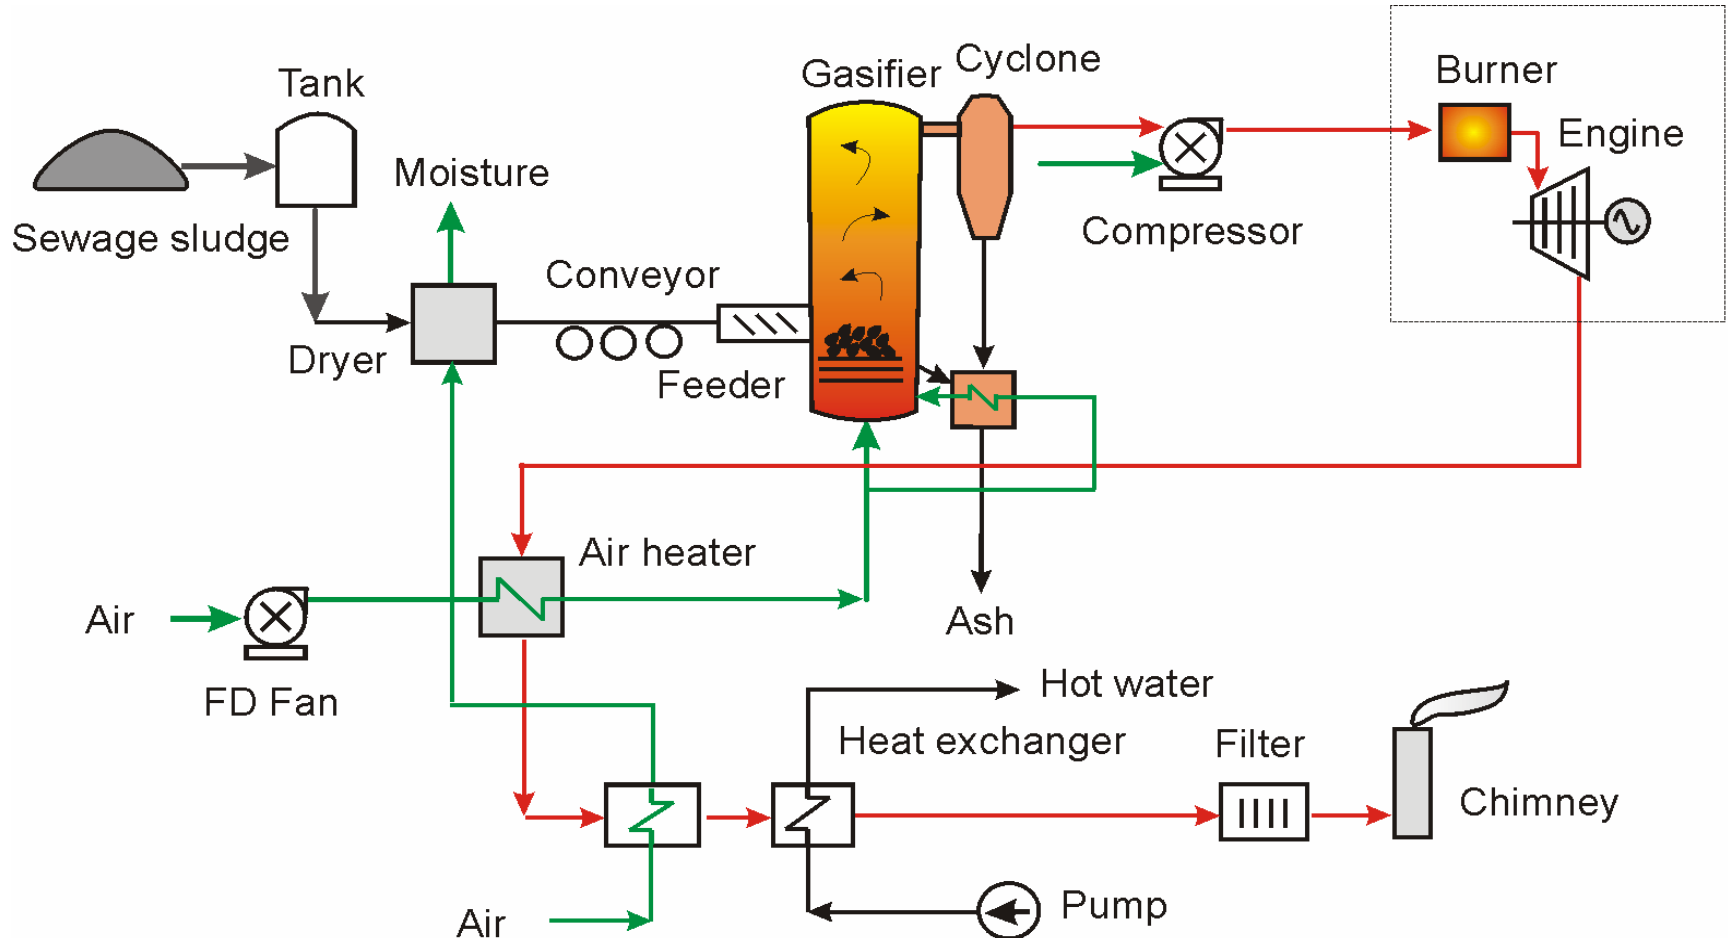 Tank
Gasifier
Cyclone
Burner
Engine
Moisture
Sewage sludge
Compressor
Conveyor
Dryer
Feeder
Air heater
Air
Ash
FD Fan
Hot water
Heat exchanger
Filter
Chimney
Pump
Air